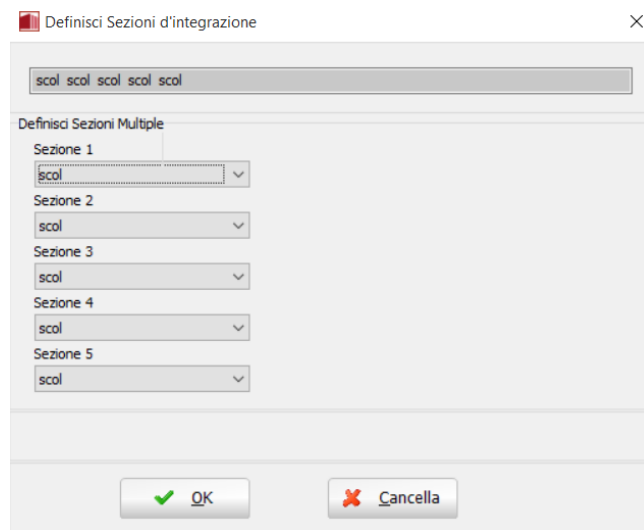 Definisci Sezioni d'integrazione
scol scol scol scol scol
Definisci Sezioni Multiple
Sezione 1
scol
Sezione 2
scol
Sezione 3
scol
Sezione 4
scol
Sezione 5
scol
OK
Cancella